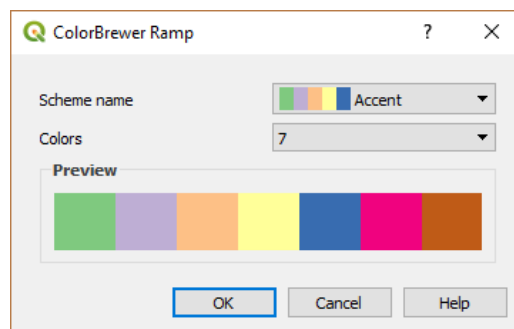 ColorBrewer Ramp
Scheme name Accent
Colors 7
Preview
OK Cancel Help